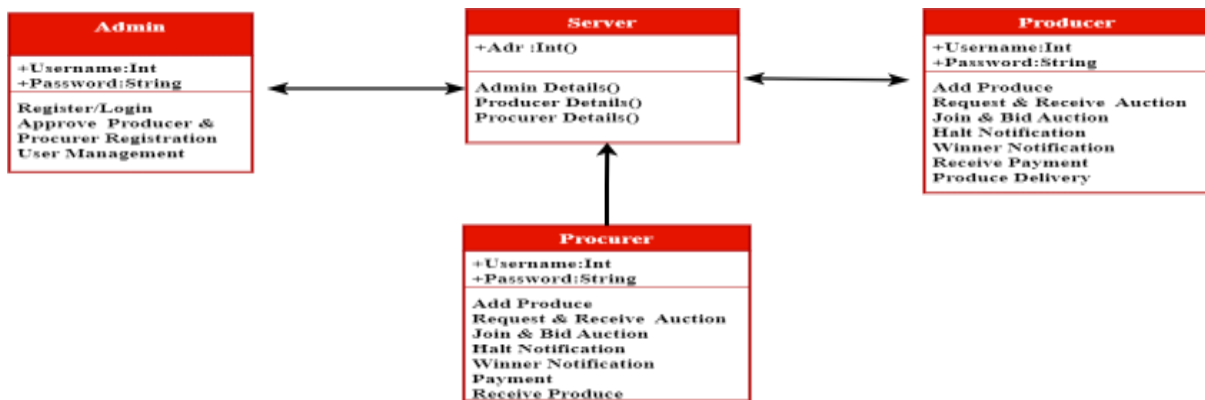 Admin
+Username:Int
+Password:String
Register/Login
Approve Producer &
Procurer Registration
User Management
Server
+Adr :Int()
Admin Details()
Producer Details()
Procurer Details()
Producer
+Username:Int
+Password:String
Add Produce
Request & Receive Auction
Join & Bid Auction
Halt Notification
Winner Notification
Receive Payment
Produce Delivery
Procurer
+Username:Int
+Password:String
Add Produce
Request & Receive Auction
Join & Bid Auction
Halt Notification
Winner Notification
Payment
Receive Produce